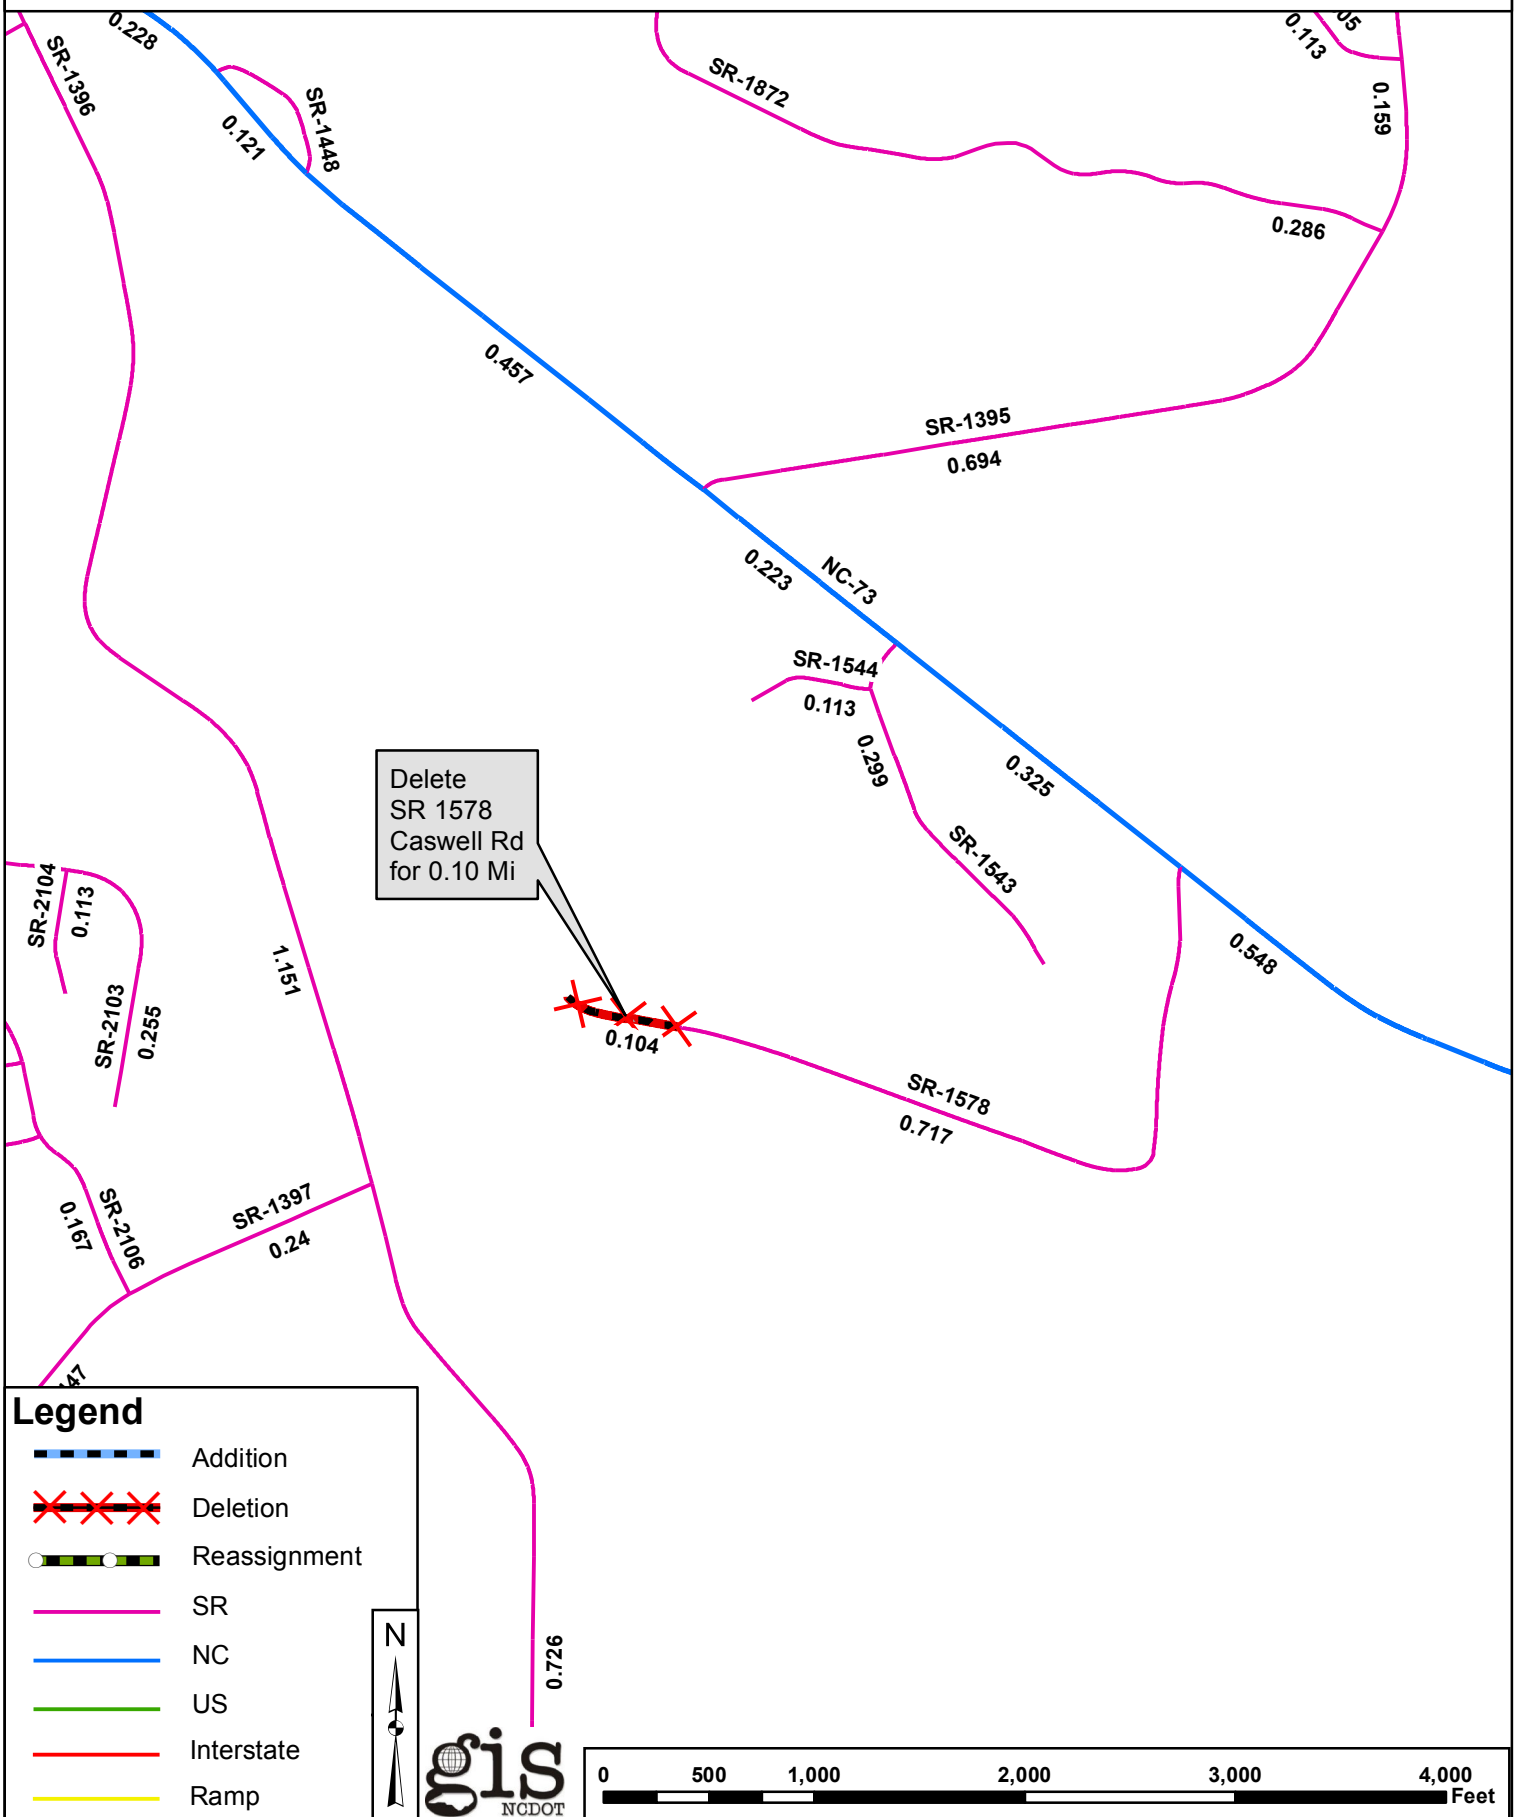 0.228
SR-1396
0.121
SR-1448
SR-1872
0.113
05
0.159
0.286
0.457
SR-1395
0.694
0.223
NC-73
SR-1544
0.113
0.299
0.325
SR-1543
0.548
Delete
SR 1578
Caswell Rd
for 0.10 Mi
0.104
SR-1578
0.717
SR-2104
0.113
SR-2103
0.255
1.151
SR-2106
0.167
SR-1397
0.24
47
0.726
Legend
Addition
Deletion
Reassignment
SR
NC
US
Interstate
Ramp
N
gis
NCDOT
0 500 1,000 2,000 3,000 4,000
Feet